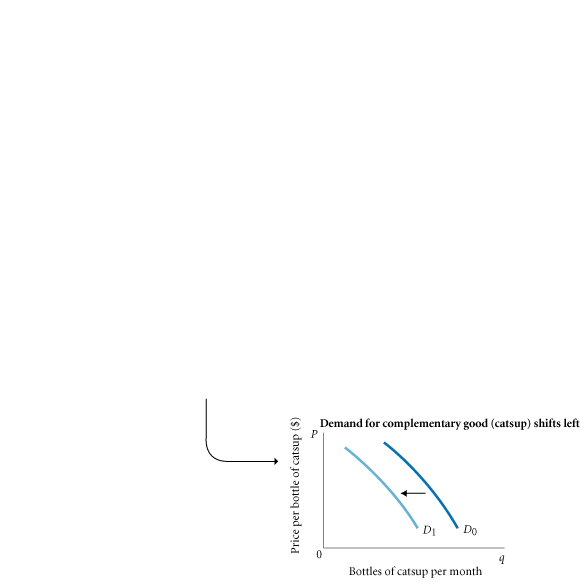 Demand for complementary good (catsup) shifts left
P
Price per bottle of catsup ($)
D1
D0
0
q
Bottles of catsup per month